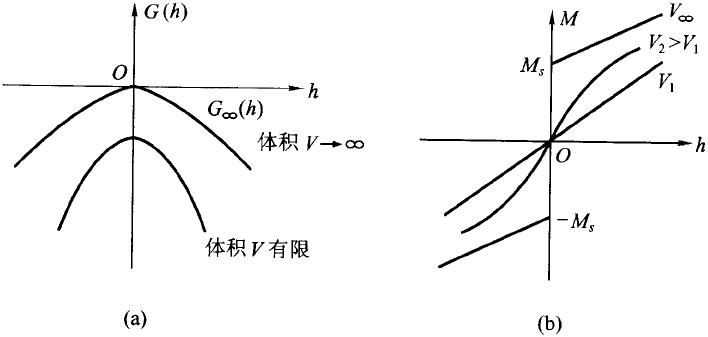 G(h)
O
h
G∞(h)
体积 V→∞
体积 V 有限
(a)
M
V∞
V₂>V₁
Mₛ
V₁
O
h
−Mₛ
(b)